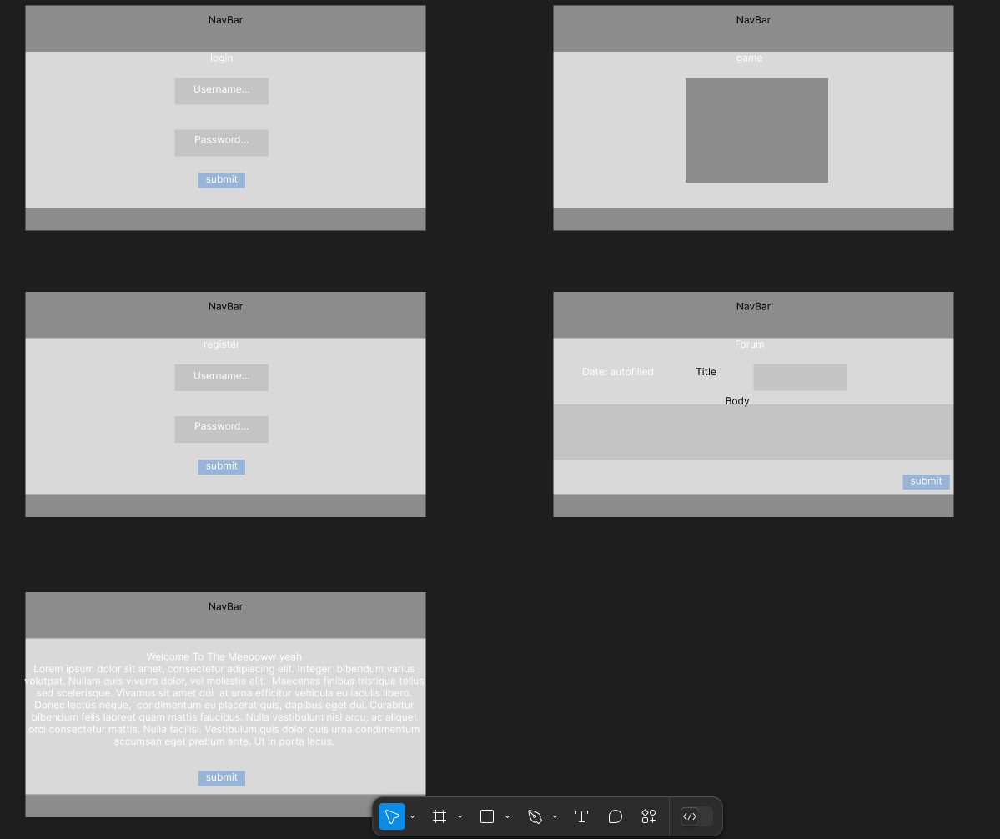 NavBar
login
Username...
Password...
submit
NavBar
game
NavBar
register
Username...
Password...
submit
NavBar
Forum
Date: autofilled Title
Body
submit
NavBar
Welcome To The Meeooww yeah
Lorem ipsum dolor sit amet, consectetur adipiscing elit. Integer  bibendum varius
volutpat. Nullam quis viverra dolor, vel molestie elit.  Maecenas finibus tristique tellus
sed scelerisque. Vivamus sit amet dui  at urna efficitur vehicula eu iaculis libero.
Donec lectus neque,  condimentum eu placerat quis, dapibus eget dui. Curabitur
bibendum felis laoreet quam mattis faucibus. Nulla vestibulum nisl arcu, ac aliquet
orci consectetur mattis. Nulla facilisi. Vestibulum quis dolor quis urna condimentum
accumsan eget pretium ante. Ut in porta lacus.
submit